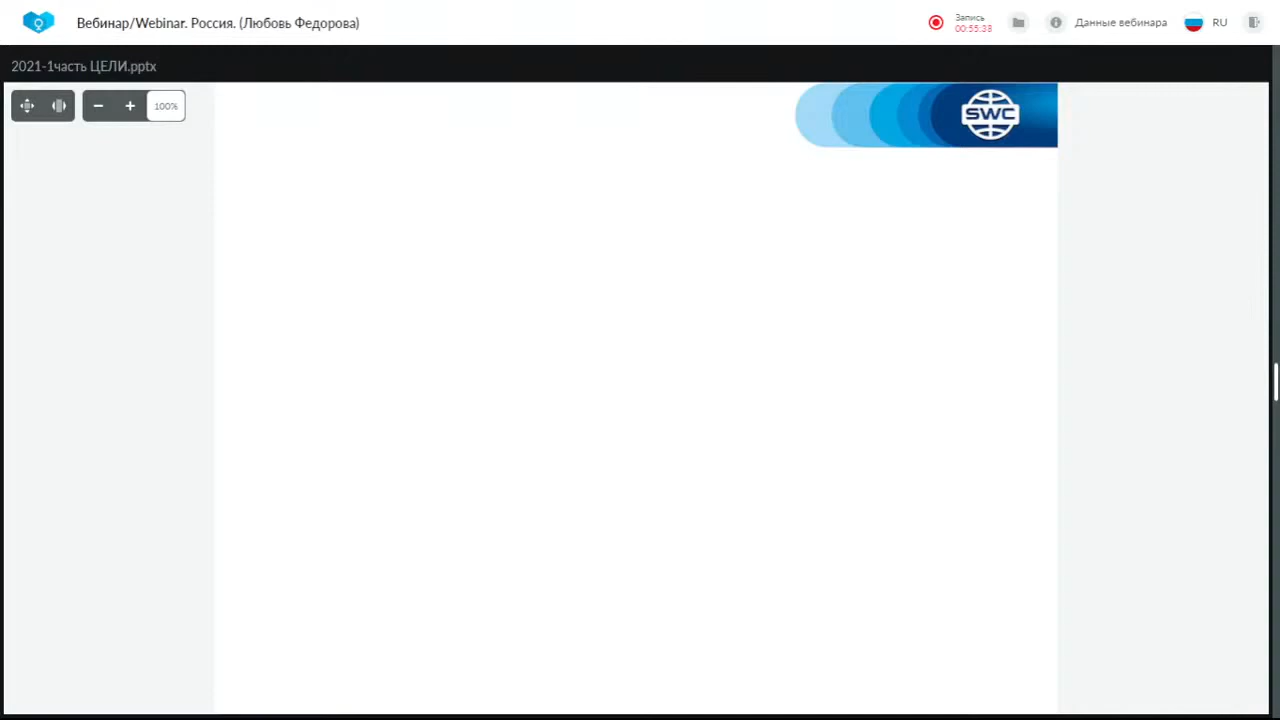 Вебинар/Webinar. Россия. (Любовь Федорова)
Запись
00:55:33
Данные вебинара
RU
2021-1часть ЦЕЛИ.pptx
100%
SWC